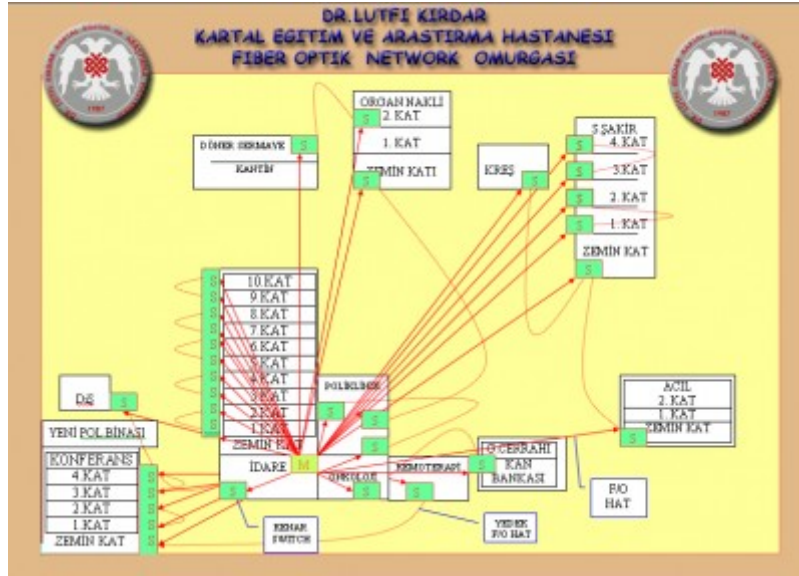 DR.LUTFI KIRDAR
KARTAL EGITIM VE ARASTIRMA HASTANESI
FIBER OPTIK NETWORK OMURGASI
1987
1987
DÖNER SERMAYE S
KANTİN
ORGAN NAKLİ
S 2. KAT
1. KAT
ZEMİN KATI
S
KREŞ
S
S.ŞAKİR
S 4. KAT
S 3.KAT
S 2. KAT
S 1. KAT
ZEMİN KAT
S
S 10.KAT
S 9.KAT
S 8.KAT
S 7.KAT
S 6.KAT
S 5.KAT
S 4.KAT
S 3.KAT
S 2.KAT
S 1.KAT
ZEMİN KAT
İDARE M
S
POLİKLİNİK
S S
S
ONKOLOJİ
S
KEMOTERAPİ
S
DİŞ S
YENİ POL BİNASI
KONFERANS
4.KAT S
3.KAT S
2.KAT S
1.KAT S
ZEMİN KAT S
G.CERRAHİ
S KAN
BANKASI
ACİL
2. KAT
1. KAT
ZEMİN KAT
S
KENAR
SWITCH
YEDEK
F/O HAT
F/O
HAT